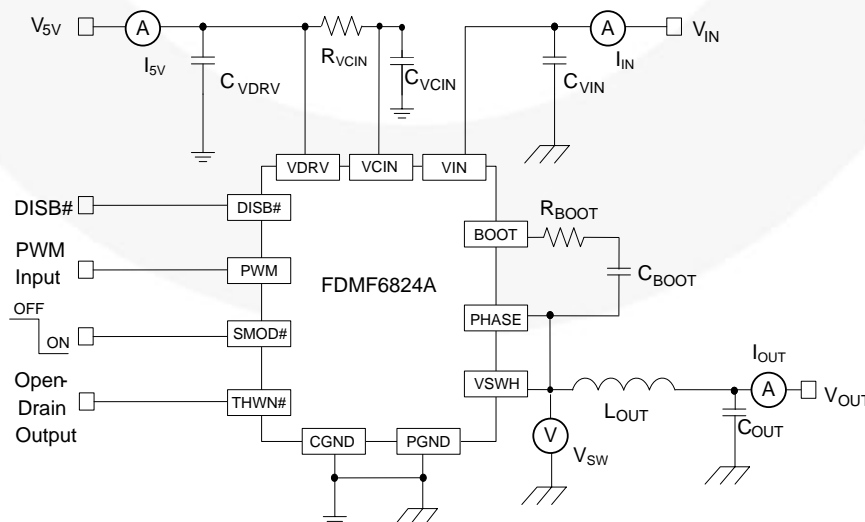 V5V
A
I5V
CVDRV
RVCIN
CVCIN
CVIN
A
IIN
VIN
VDRV
VCIN
VIN
DISB#
DISB#
PWM
Input
PWM
OFF
ON
SMOD#
Open-
Drain
Output
THWN#
FDMF6824A
BOOT
RBOOT
CBOOT
PHASE
VSWH
LOUT
IOUT
A
VOUT
COUT
V
VSW
CGND
PGND